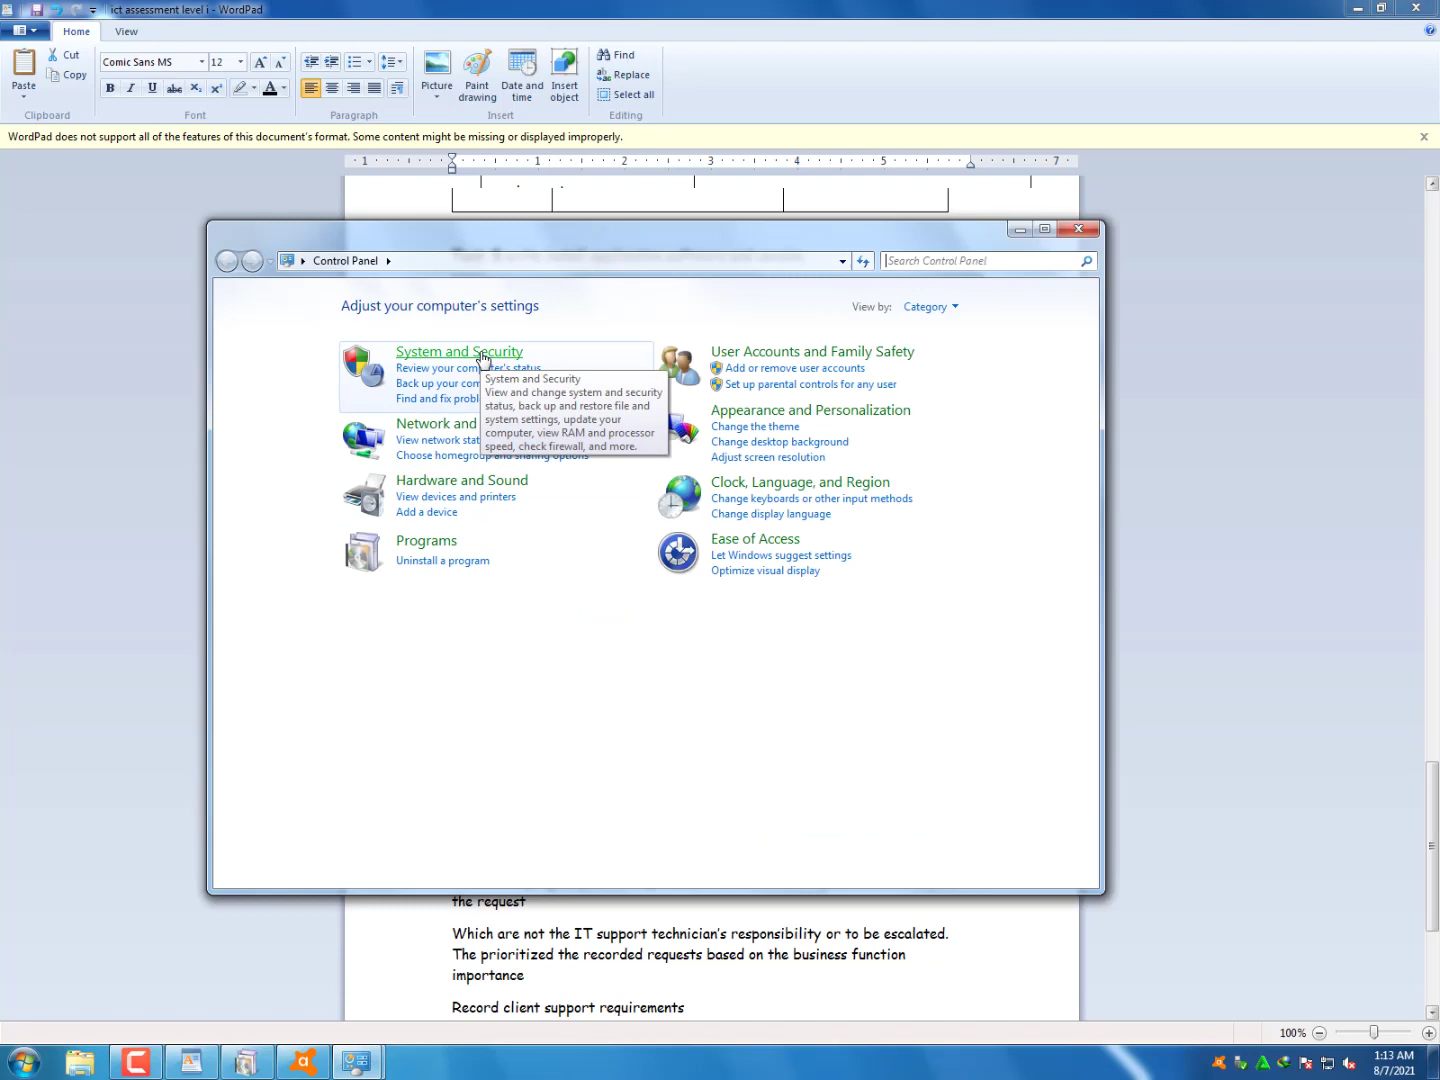 ict assessment level i - WordPad
Home
View
Paste
Cut
Copy
Clipboard
Comic Sans MS
12
B I U abc X₂ X²
A
Font
Paragraph
Picture
Paint drawing
Date and time
Insert object
Insert
Find
Replace
Select all
Editing
WordPad does not support all of the features of this document's format. Some content might be missing or displayed improperly.
1 1 2 3 4 5 7
Control Panel
Search Control Panel
Adjust your computer's settings
View by: Category
System and Security
Review your computer's status
Back up your com
Find and fix probl
System and Security
View and change system and security
status, back up and restore file and
system settings, update your
computer, view RAM and processor
speed, check firewall, and more.
Network and
View network stat
Choose homegroup and sharing options
Hardware and Sound
View devices and printers
Add a device
Programs
Uninstall a program
User Accounts and Family Safety
Add or remove user accounts
Set up parental controls for any user
Appearance and Personalization
Change the theme
Change desktop background
Adjust screen resolution
Clock, Language, and Region
Change keyboards or other input methods
Change display language
Ease of Access
Let Windows suggest settings
Optimize visual display
the request
Which are not the IT support technician's responsibility or to be escalated.
The prioritized the recorded requests based on the business function
importance
Record client support requirements
100%
1:13 AM
8/7/2021